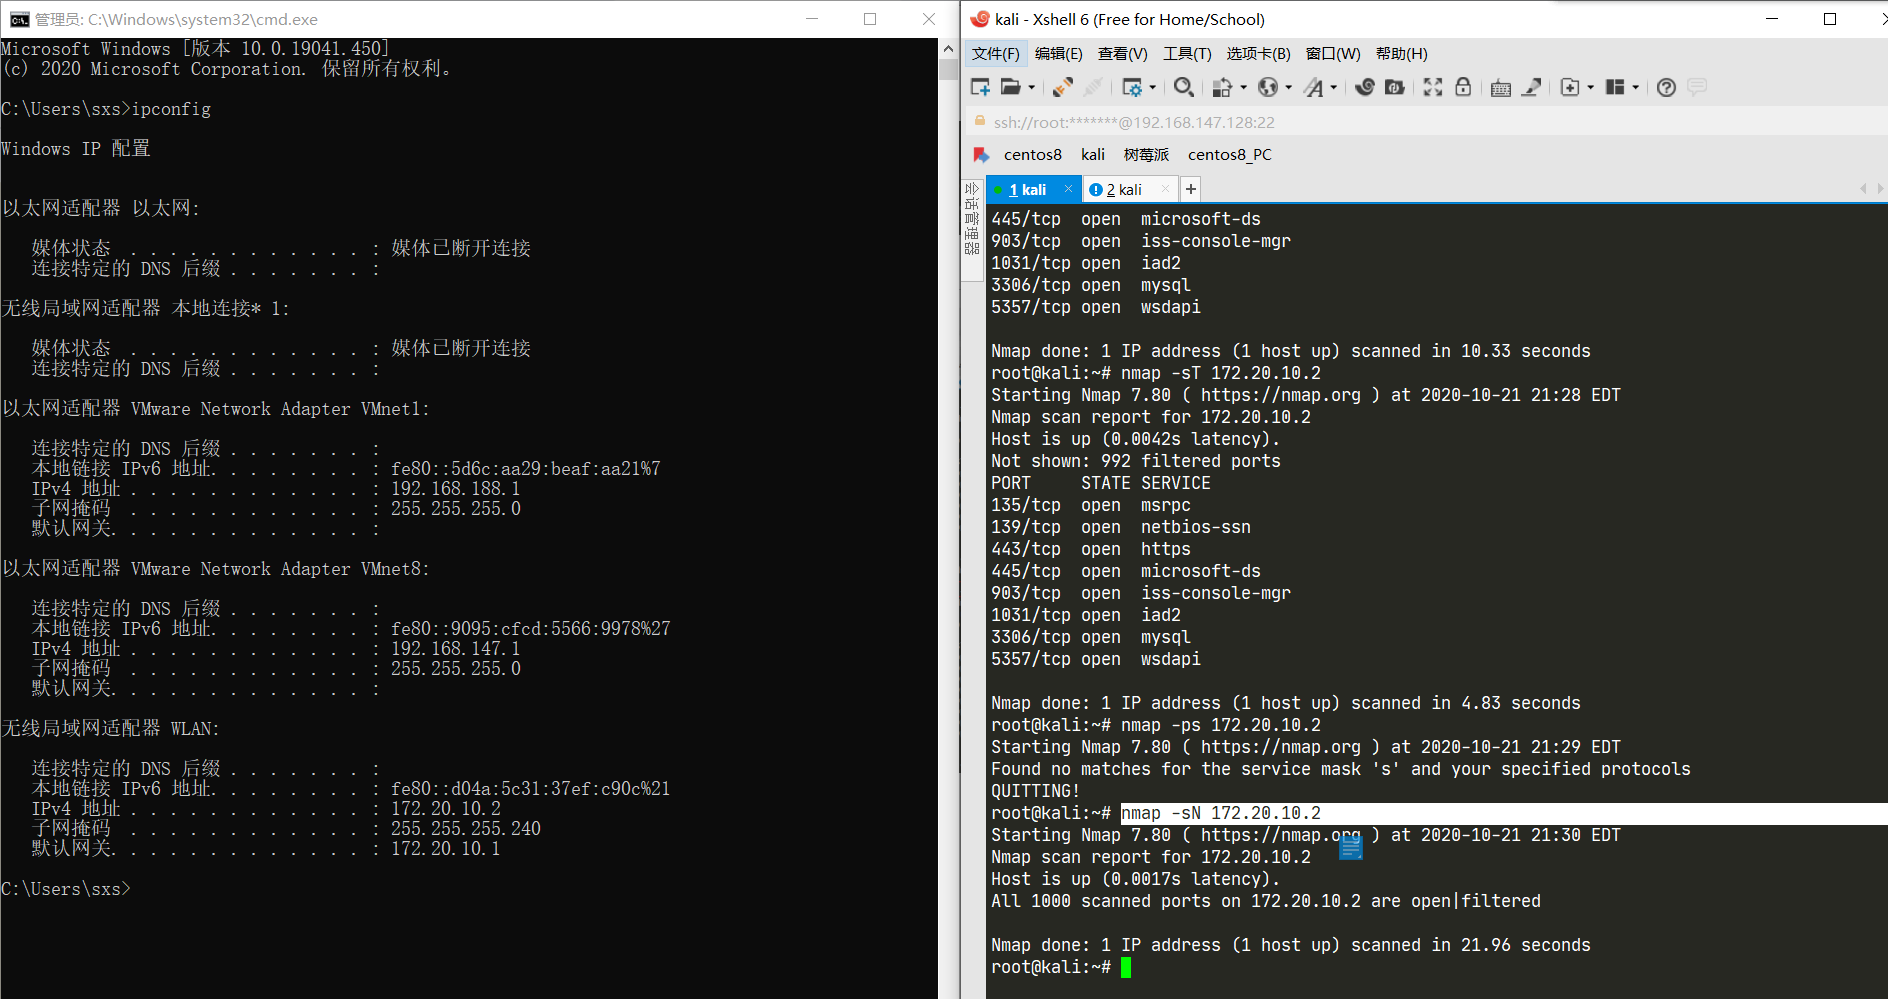 管理员: C:\Windows\system32\cmd.exe
Microsoft Windows [版本 10.0.19041.450]
(c) 2020 Microsoft Corporation. 保留所有权利。
C:\Users\sxs>ipconfig
Windows IP 配置
以太网适配器 以太网:
媒体状态 . . . . . . . . . . . . : 媒体已断开连接
连接特定的 DNS 后缀 . . . . . . . :
无线局域网适配器 本地连接* 1:
媒体状态 . . . . . . . . . . . . : 媒体已断开连接
连接特定的 DNS 后缀 . . . . . . . :
以太网适配器 VMware Network Adapter VMnet1:
连接特定的 DNS 后缀 . . . . . . . :
本地链接 IPv6 地址. . . . . . . . : fe80::5d6c:aa29:beaf:aa21%7
IPv4 地址 . . . . . . . . . . . . : 192.168.188.1
子网掩码 . . . . . . . . . . . . : 255.255.255.0
默认网关. . . . . . . . . . . . . :
以太网适配器 VMware Network Adapter VMnet8:
连接特定的 DNS 后缀 . . . . . . . :
本地链接 IPv6 地址. . . . . . . . : fe80::9095:cfcd:5566:9978%27
IPv4 地址 . . . . . . . . . . . . : 192.168.147.1
子网掩码 . . . . . . . . . . . . : 255.255.255.0
默认网关. . . . . . . . . . . . . :
无线局域网适配器 WLAN:
连接特定的 DNS 后缀 . . . . . . . :
本地链接 IPv6 地址. . . . . . . . : fe80::d04a:5c31:37ef:c90c%21
IPv4 地址 . . . . . . . . . . . . : 172.20.10.2
子网掩码 . . . . . . . . . . . . : 255.255.255.240
默认网关. . . . . . . . . . . . . : 172.20.10.1
C:\Users\sxs>
kali - Xshell 6 (Free for Home/School)
文件(F) 编辑(E) 查看(V) 工具(T) 选项卡(B) 窗口(W) 帮助(H)
ssh://root:*******@192.168.147.128:22
centos8 kali 树莓派 centos8_PC
会话管理器
1 kali 2 kali
445/tcp open microsoft-ds
903/tcp open iss-console-mgr
1031/tcp open iad2
3306/tcp open mysql
5357/tcp open wsdapi
Nmap done: 1 IP address (1 host up) scanned in 10.33 seconds
root@kali:~# nmap -sT 172.20.10.2
Starting Nmap 7.80 ( https://nmap.org ) at 2020-10-21 21:28 EDT
Nmap scan report for 172.20.10.2
Host is up (0.0042s latency).
Not shown: 992 filtered ports
PORT STATE SERVICE
135/tcp open msrpc
139/tcp open netbios-ssn
443/tcp open https
445/tcp open microsoft-ds
903/tcp open iss-console-mgr
1031/tcp open iad2
3306/tcp open mysql
5357/tcp open wsdapi
Nmap done: 1 IP address (1 host up) scanned in 4.83 seconds
root@kali:~# nmap -ps 172.20.10.2
Starting Nmap 7.80 ( https://nmap.org ) at 2020-10-21 21:29 EDT
Found no matches for the service mask 's' and your specified protocols
QUITTING!
root@kali:~# nmap -sN 172.20.10.2
Starting Nmap 7.80 ( https://nmap.org ) at 2020-10-21 21:30 EDT
Nmap scan report for 172.20.10.2
Host is up (0.0017s latency).
All 1000 scanned ports on 172.20.10.2 are open|filtered
Nmap done: 1 IP address (1 host up) scanned in 21.96 seconds
root@kali:~#